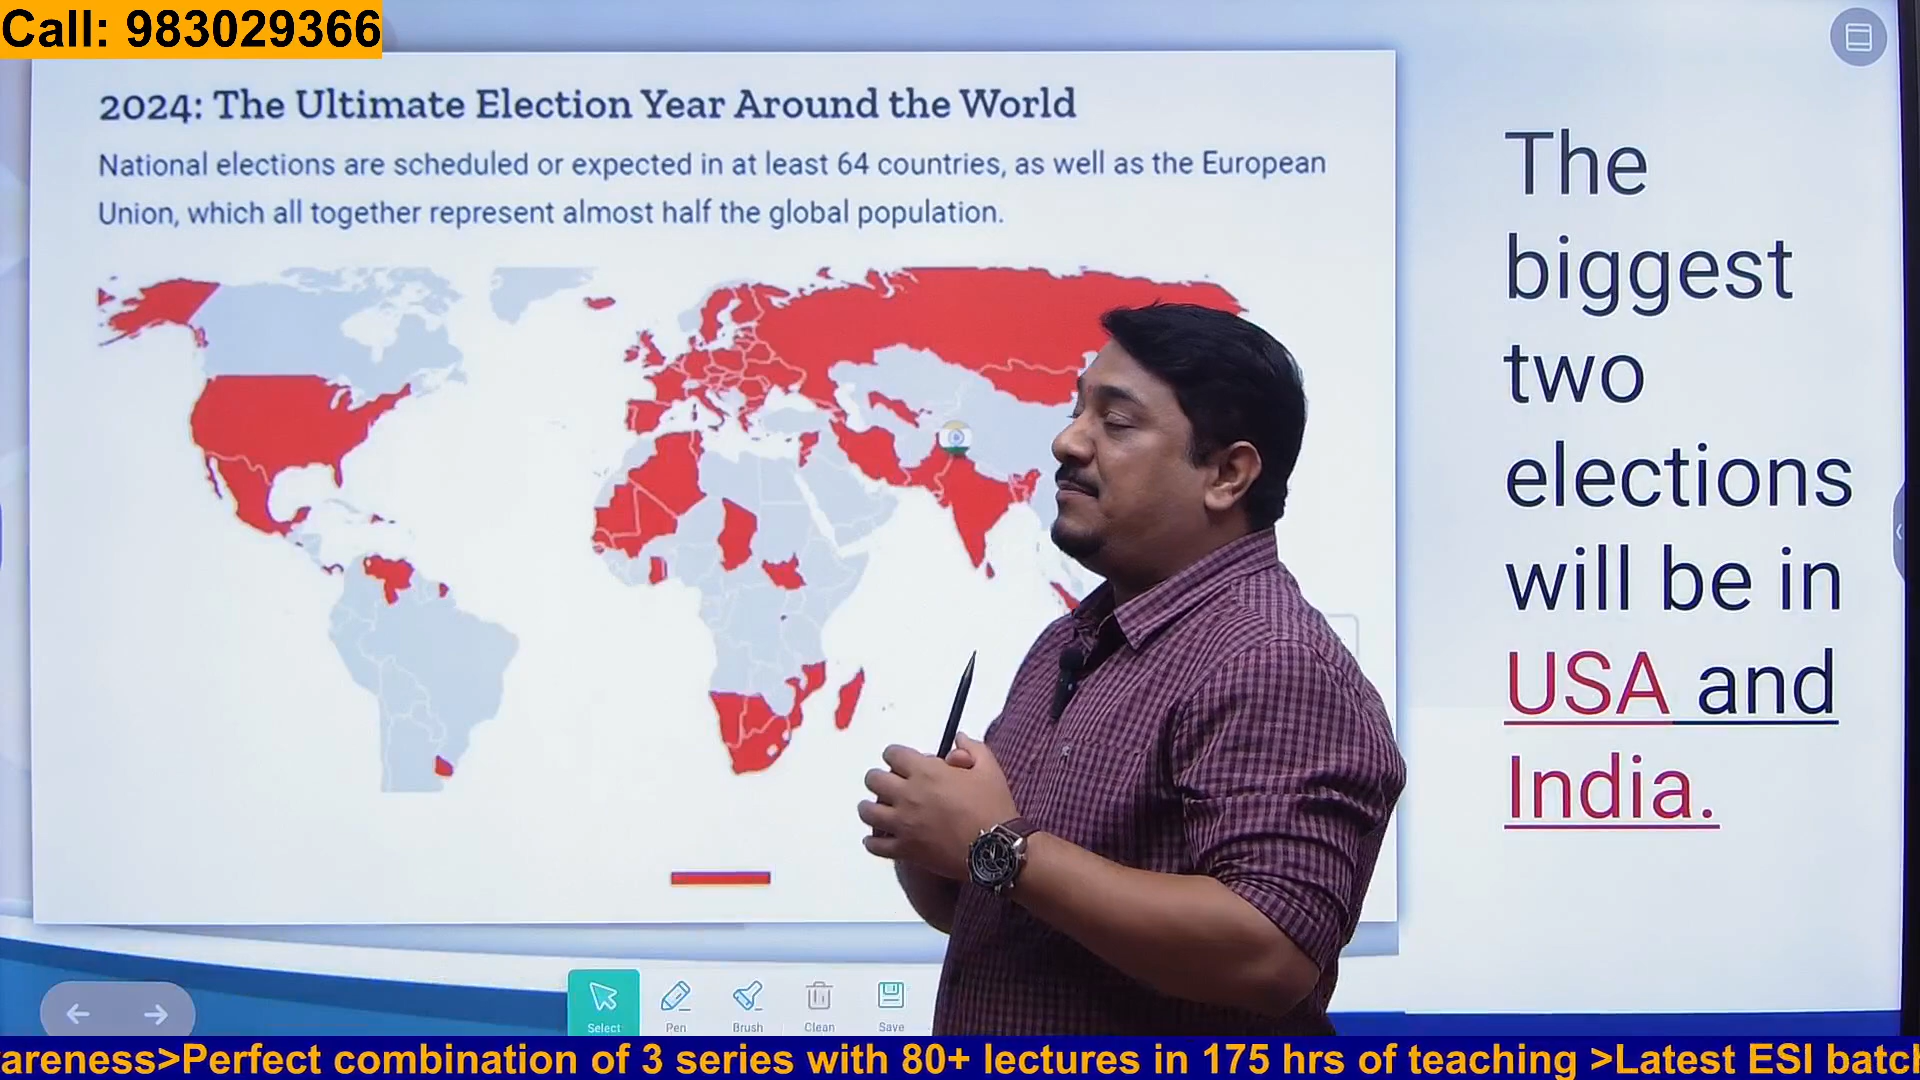 Call: 983029366
2024: The Ultimate Election Year Around the World
National elections are scheduled or expected in at least 64 countries, as well as the European
Union, which all together represent almost half the global population.
The
biggest
two
elections
will be in
USA and
India.
Select
Pen
Brush
Clean
Save
areness>Perfect combination of 3 series with 80+ lectures in 175 hrs of teaching >Latest ESI batch